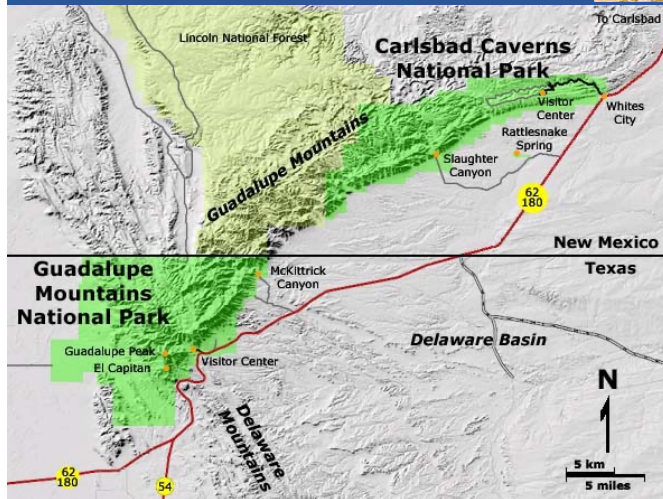 To Carlsbad
Lincoln National Forest
Carlsbad Caverns
National Park
Visitor
Center
Whites
City
Guadalupe Mountains
Rattlesnake
Spring
Slaughter
Canyon
62
180
New Mexico
Texas
Guadalupe
Mountains
National Park
McKittrick
Canyon
Delaware Basin
Guadalupe Peak
Visitor Center
El Capitan
N
Delaware
Mountains
5 km
5 miles
62
180
54